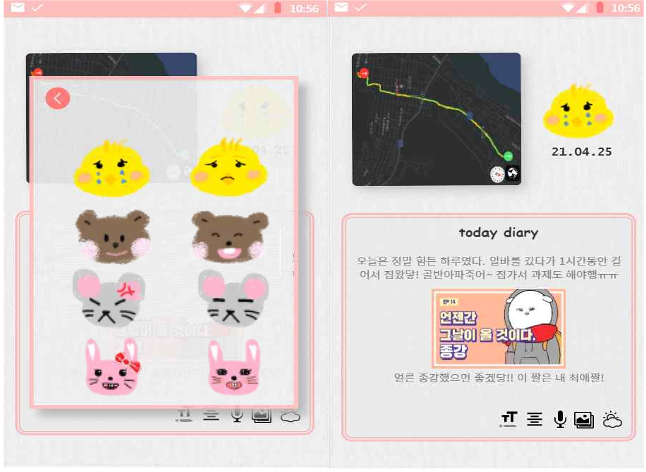 10:56
10:56
21.04.25
today diary
오늘은 정말 힘든 하루였다. 알바를 갔다가 1시간동안 걸
어서 집왔당! 골반아파죽어~ 집가서 과제도 해야행ㅠㅠ
EP.14
언젠간
그날이 올 것이다.
종강
얼른 종강했으면 좋겠당!! 이 짤은 내 최애짤!
TT